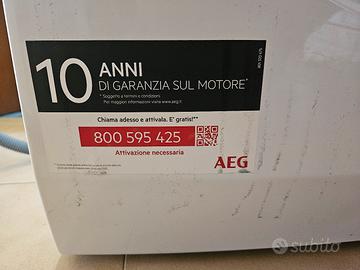 10 ANNI
DI GARANZIA SUL MOTORE*
* Soggetto a termini e condizioni
Per maggiori informazioni visita www.aeg.it
Chiama adesso e attivala. E' gratis!**
800 595 425
Attivazione necessaria
AEG
subito